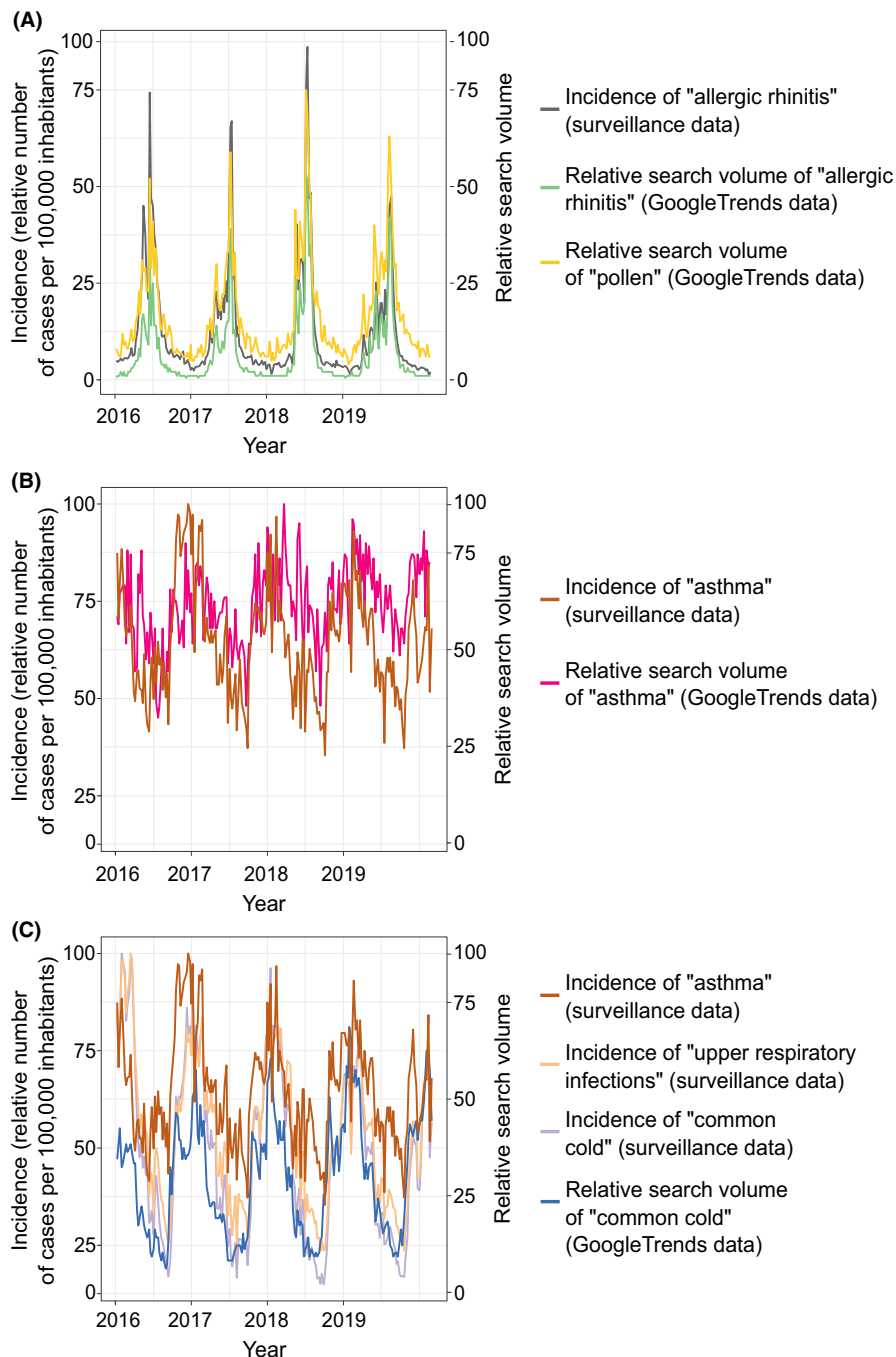 (A)
Incidence (relative number
of cases per 100,000 inhabitants)
100
75
50
25
0
100
75
50
25
0
Relative search volume
2016 2017 2018 2019
Year
Incidence of "allergic rhinitis"
(surveillance data)
Relative search volume of "allergic
rhinitis" (GoogleTrends data)
Relative search volume
of "pollen" (GoogleTrends data)
(B)
Incidence (relative number
of cases per 100,000 inhabitants)
100
75
50
25
0
100
75
50
25
0
Relative search volume
2016 2017 2018 2019
Year
Incidence of "asthma"
(surveillance data)
Relative search volume
of "asthma" (GoogleTrends data)
(C)
Incidence (relative number
of cases per 100,000 inhabitants)
100
75
50
25
0
100
75
50
25
0
Relative search volume
2016 2017 2018 2019
Year
Incidence of "asthma"
(surveillance data)
Incidence of "upper respiratory
infections" (surveillance data)
Incidence of "common
cold" (surveillance data)
Relative search volume
of "common cold"
(GoogleTrends data)